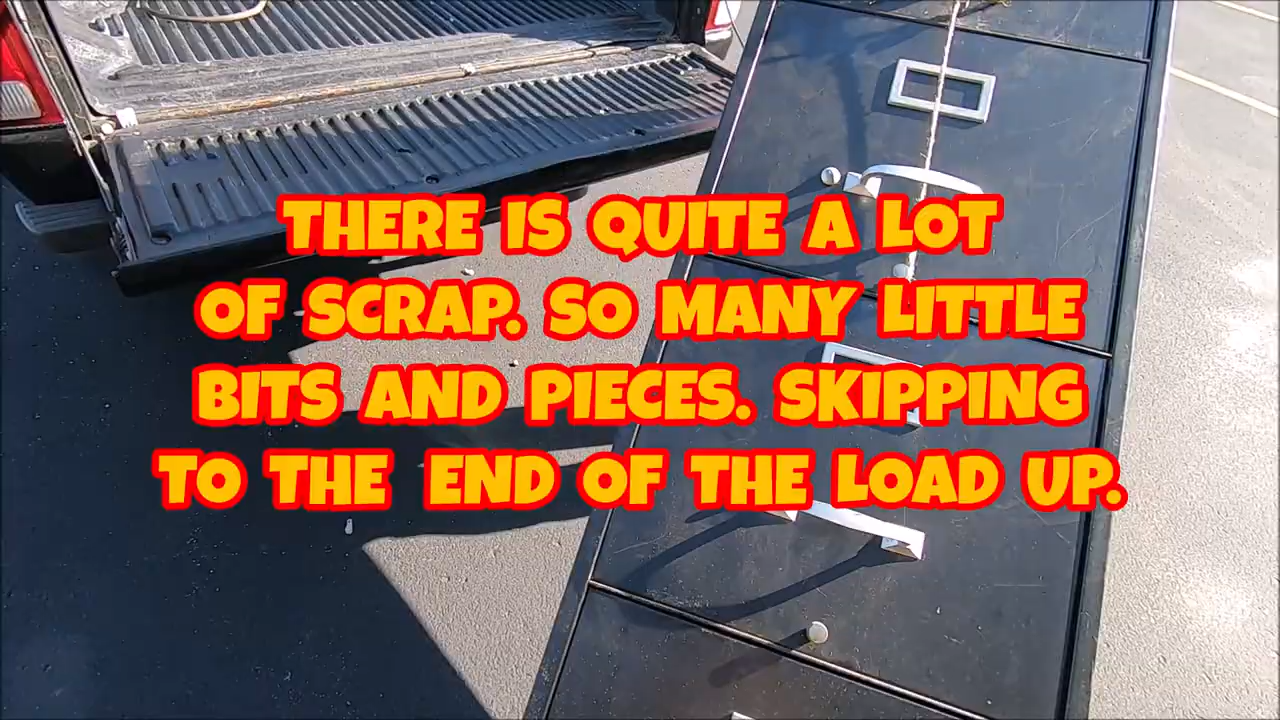 THERE IS QUITE A LOT
OF SCRAP. SO MANY LITTLE
BITS AND PIECES. SKIPPING
TO THE END OF THE LOAD UP.